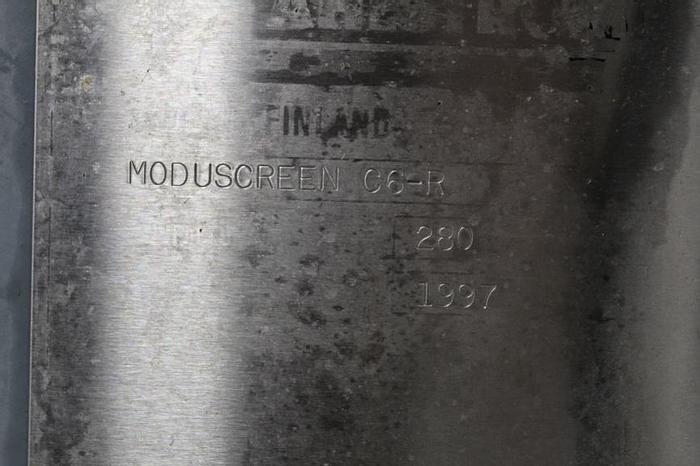 FINLAND
MODUSCREEN C6-R
280
1997